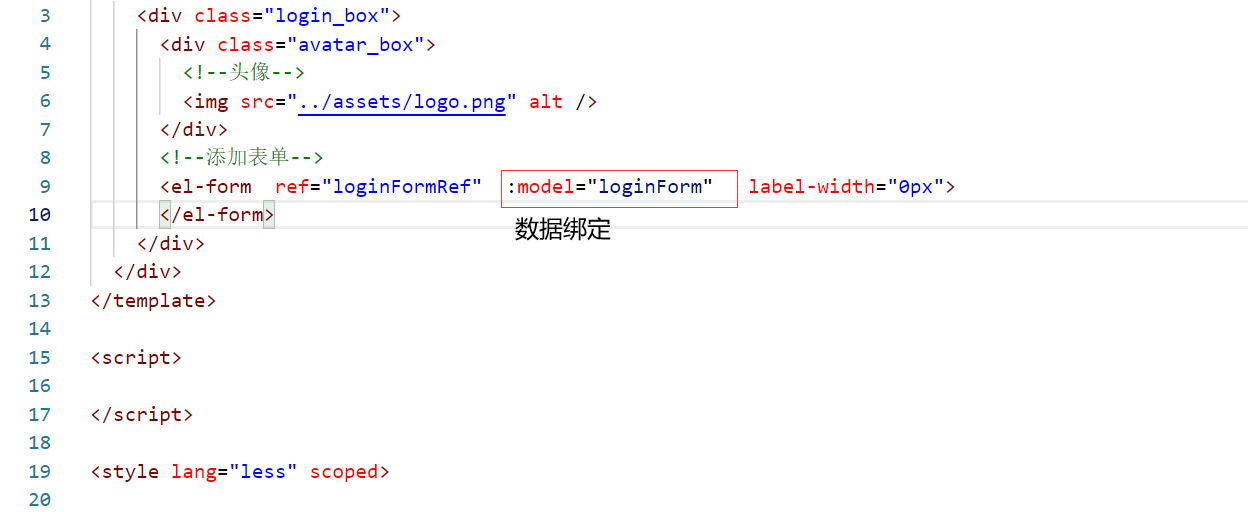 3 <div class="login_box">
4 <div class="avatar_box">
5 <!--头像-->
6 <img src="../assets/logo.png" alt />
7 </div>
8 <!--添加表单-->
9 <el-form  ref="loginFormRef"  :model="loginForm"   label-width="0px">
10 </el-form>
数据绑定
11 </div>
12 </div>
13 </template>
14
15 <script>
16
17 </script>
18
19 <style lang="less" scoped>
20